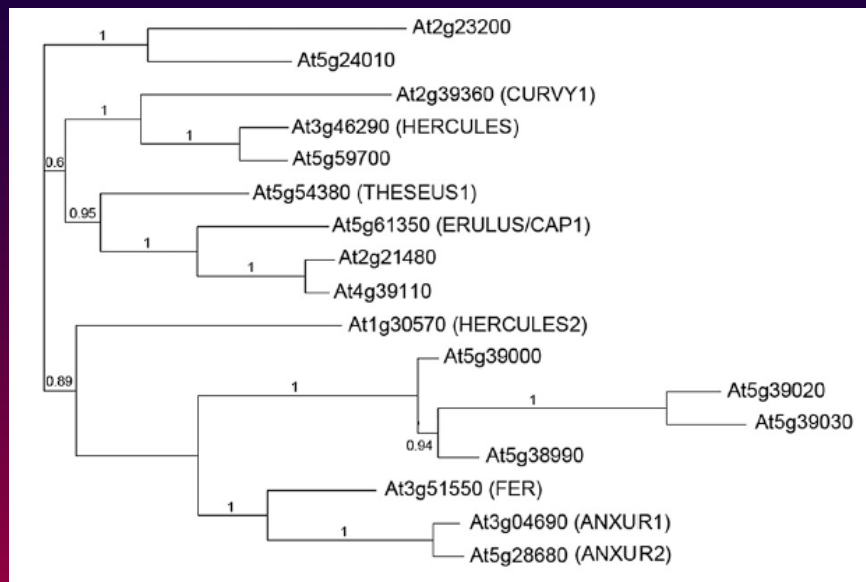 At2g23200
1
At5g24010
At2g39360 (CURVY1)
1
At3g46290 (HERCULES)
1
At5g59700
0.6
At5g54380 (THESEUS1)
0.95
At5g61350 (ERULUS/CAP1)
1
At2g21480
1
At4g39110
At1g30570 (HERCULES2)
At5g39000
0.89
1
At5g39020
1
At5g39030
0.94
At5g38990
At3g51550 (FER)
1
At3g04690 (ANXUR1)
1
At5g28680 (ANXUR2)